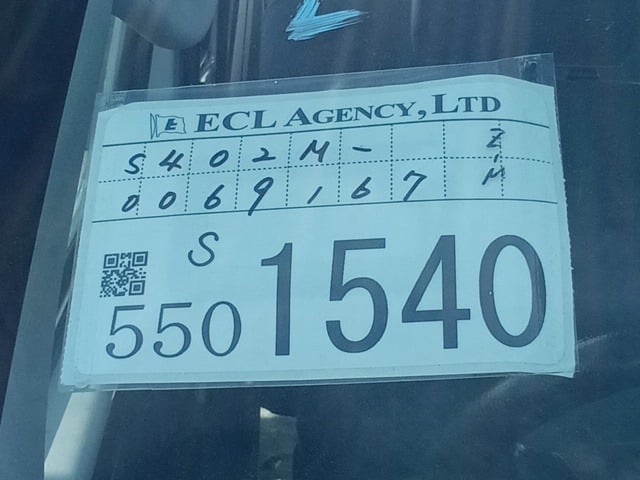 E ECL AGENCY, LTD
S402M- Z
0069167 M
S
550 1540